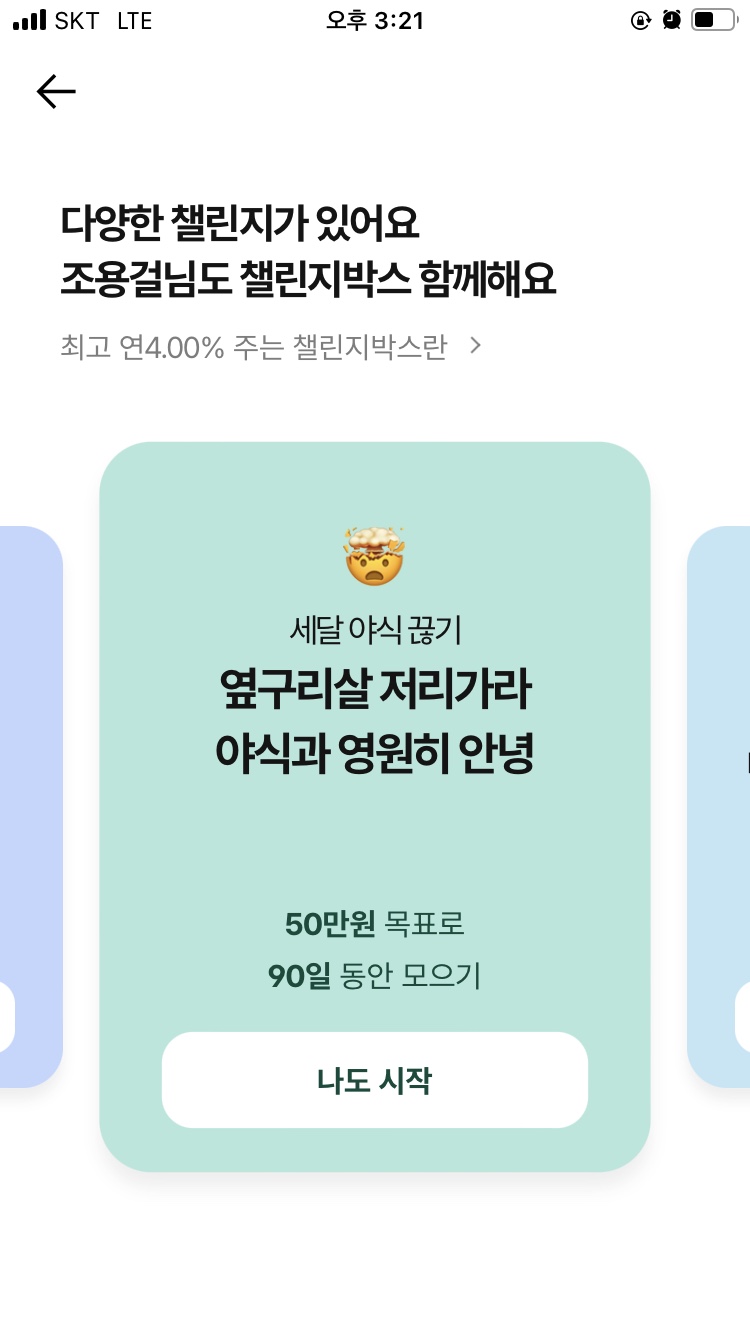 SKT LTE 오후 3:21
다양한 챌린지가 있어요
조용걸님도 챌린지박스 함께해요
최고 연4.00% 주는 챌린지박스란
세달 야식 끊기
옆구리살 저리가라
야식과 영원히 안녕
50만원 목표로
90일 동안 모으기
나도 시작